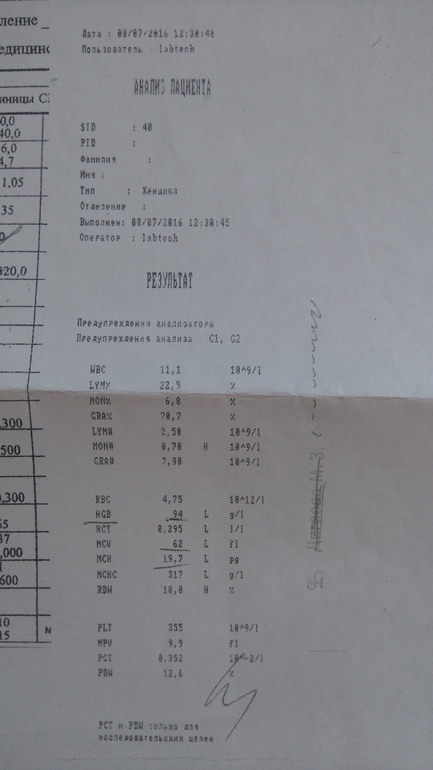 ление
Дата : 08/07/2016 12:30:48
Пользователь : labtech
АНАЛИЗ ПАЦИЕНТА
SID : 40
PID :
Фамилия :
Имя :
Тип : Женщина
Отделение :
Выполнен: 08/07/2016 12:30:45
Оператор : labtech
РЕЗУЛЬТАТ
Предупреждения анализатора
Предупреждения анализа G1, G2
WBC 11,1 10^9/l
LYM% 22,5 %
MON% 6,8 %
GRA% 70,7 %
LYM# 2,50 10^9/l
MON# 0,70 H 10^9/l
GRA# 7,90 10^9/l
RBC 4,75 10^12/l
HGB 94 L g/l
HCT 0,295 L l/l
MCV 62 L fl
MCH 19,7 L pg
MCHC 317 L g/l
RDW 18,8 H %
PLT 355 10^9/l
MPV 9,9 fl
PCT 0,352 10^-2/l
PDW 12,6 %
PCT и PDW только для
исследовательских целей
едицинс
иницы С
0,0
40,0
6,0
4,7
1,05
35
20,0
,300
500
,300
37
,000
600
10
15 м